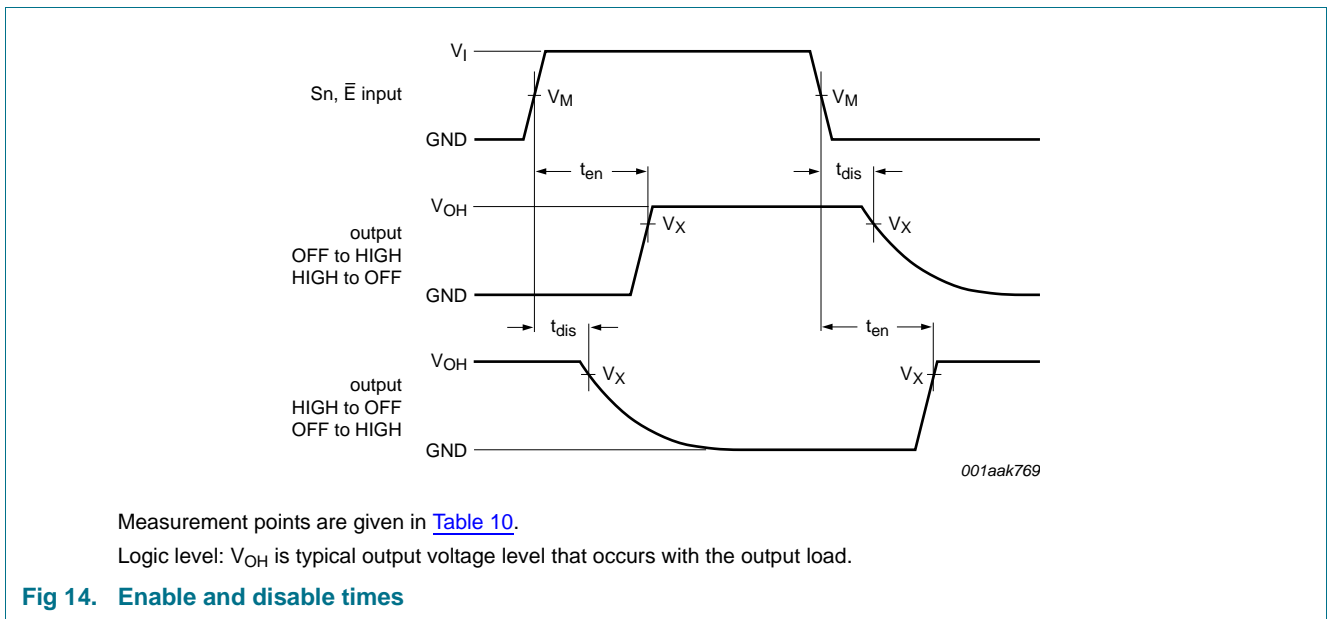 V_I
Sn, E̅ input
V_M
V_M
GND
t_en
t_dis
V_OH
output
OFF to HIGH
HIGH to OFF
V_X
V_X
GND
t_dis
t_en
V_OH
output
HIGH to OFF
OFF to HIGH
V_X
V_X
GND
001aak769
Measurement points are given in Table 10.
Logic level: V_OH is typical output voltage level that occurs with the output load.
Fig 14. Enable and disable times